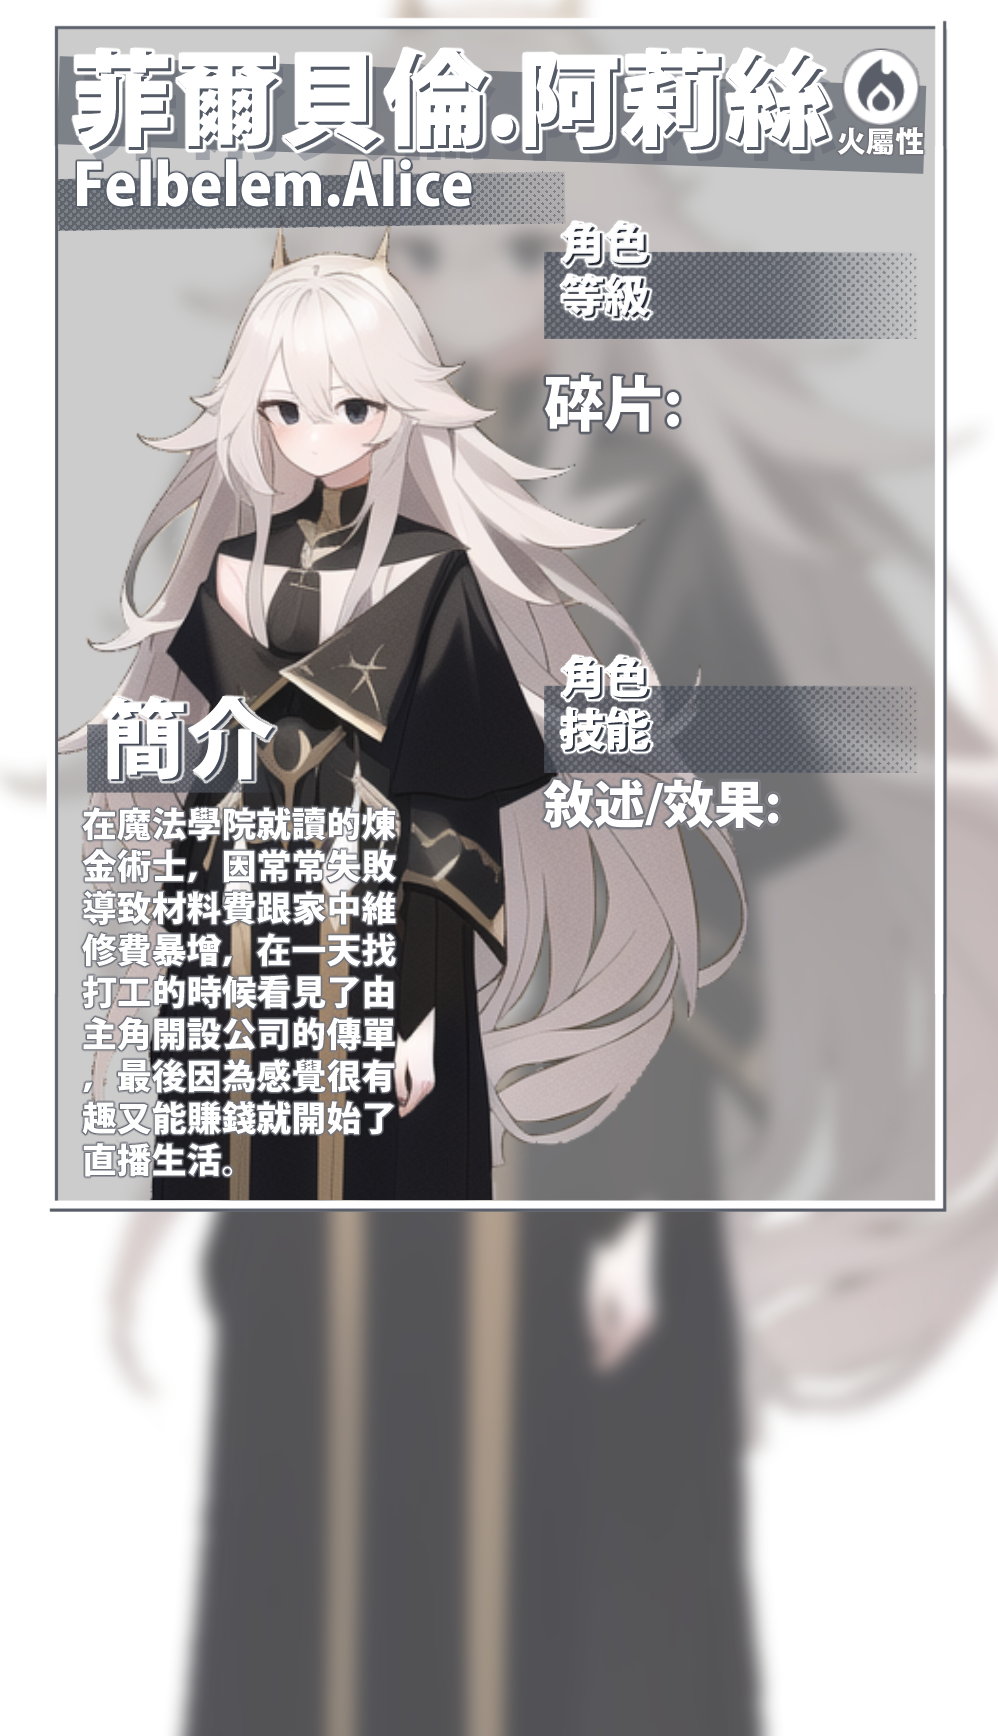 菲爾貝倫.阿莉絲
火屬性
Felbelem.Alice
角色
等級
碎片:
角色
技能
敘述/效果:
簡介
在魔法學院就讀的煉
金術士，因常常失敗
導致材料費跟家中維
修費暴增，在一天找
打工的時候看見了由
主角開設公司的傳單
，最後因為感覺很有
趣又能賺錢就開始了
直播生活。